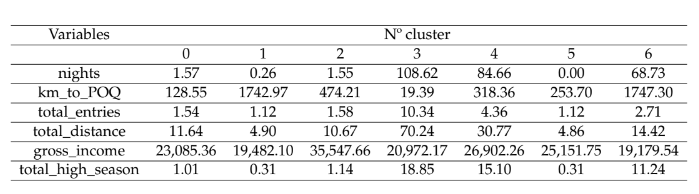 Variables Nº cluster
0 1 2 3 4 5 6
nights 1.57 0.26 1.55 108.62 84.66 0.00 68.73
km_to_POQ 128.55 1742.97 474.21 19.39 318.36 253.70 1747.30
total_entries 1.54 1.12 1.58 10.34 4.36 1.12 2.71
total_distance 11.64 4.90 10.67 70.24 30.77 4.86 14.42
gross_income 23,085.36 19,482.10 35,547.66 20,972.17 26,902.26 25,151.75 19,179.54
total_high_season 1.01 0.31 1.14 18.85 15.10 0.31 11.24